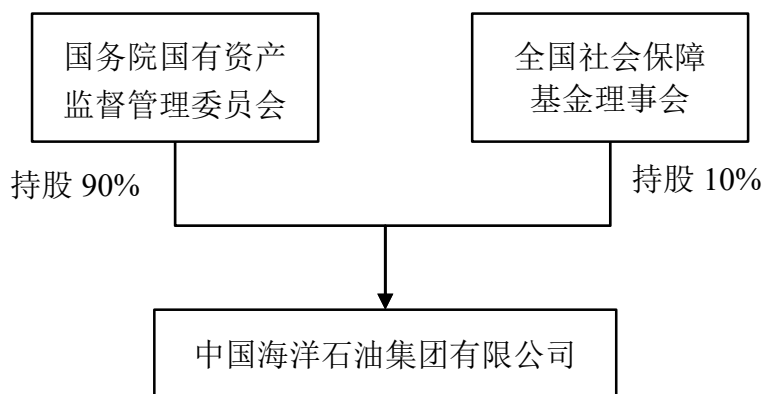 国务院国有资产
监督管理委员会
全国社会保障
基金理事会
持股 90%
持股 10%
中国海洋石油集团有限公司